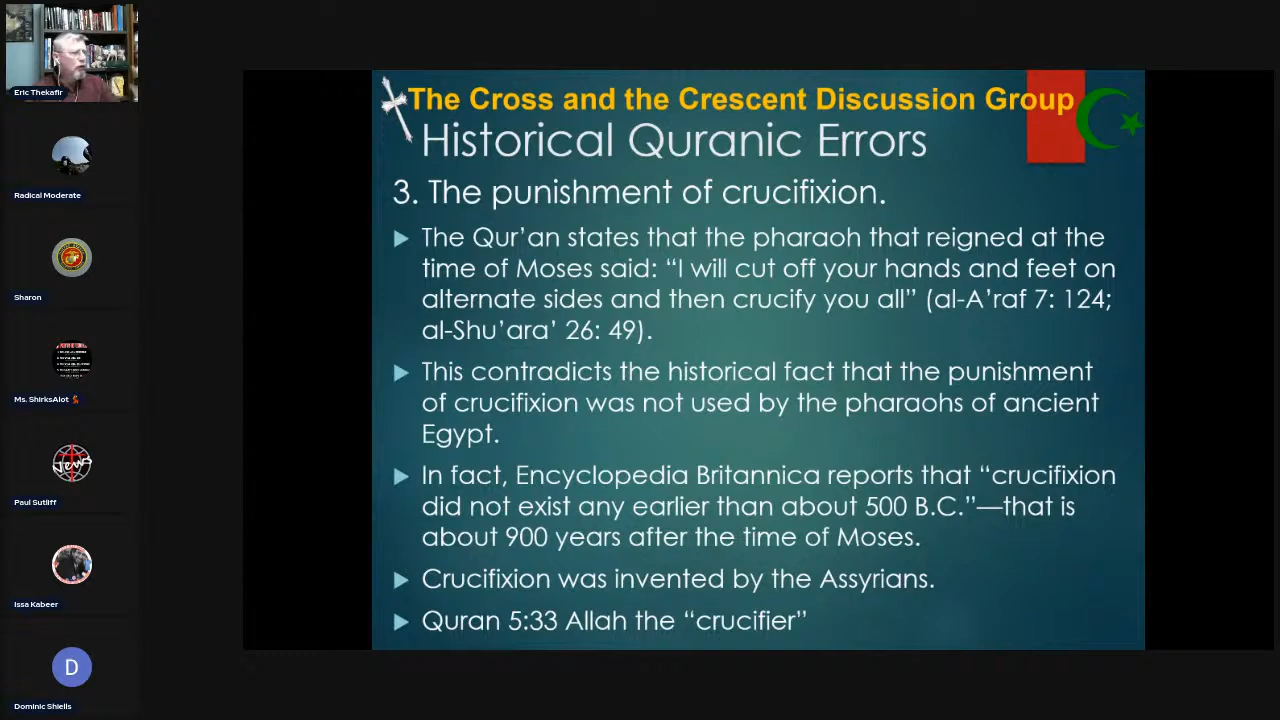 Eric Thekafir
Radical Moderate
Sharon
Ms. ShirksAlot
Paul Sutliff
Issa Kabeer
D
Dominic Shiells
The Cross and the Crescent Discussion Group
Historical Quranic Errors
3. The punishment of crucifixion.
The Qur’an states that the pharaoh that reigned at the
time of Moses said: “I will cut off your hands and feet on
alternate sides and then crucify you all” (al-A’raf 7: 124;
al-Shu’ara’ 26: 49).
This contradicts the historical fact that the punishment
of crucifixion was not used by the pharaohs of ancient
Egypt.
In fact, Encyclopedia Britannica reports that “crucifixion
did not exist any earlier than about 500 B.C.”—that is
about 900 years after the time of Moses.
Crucifixion was invented by the Assyrians.
Quran 5:33 Allah the “crucifier”